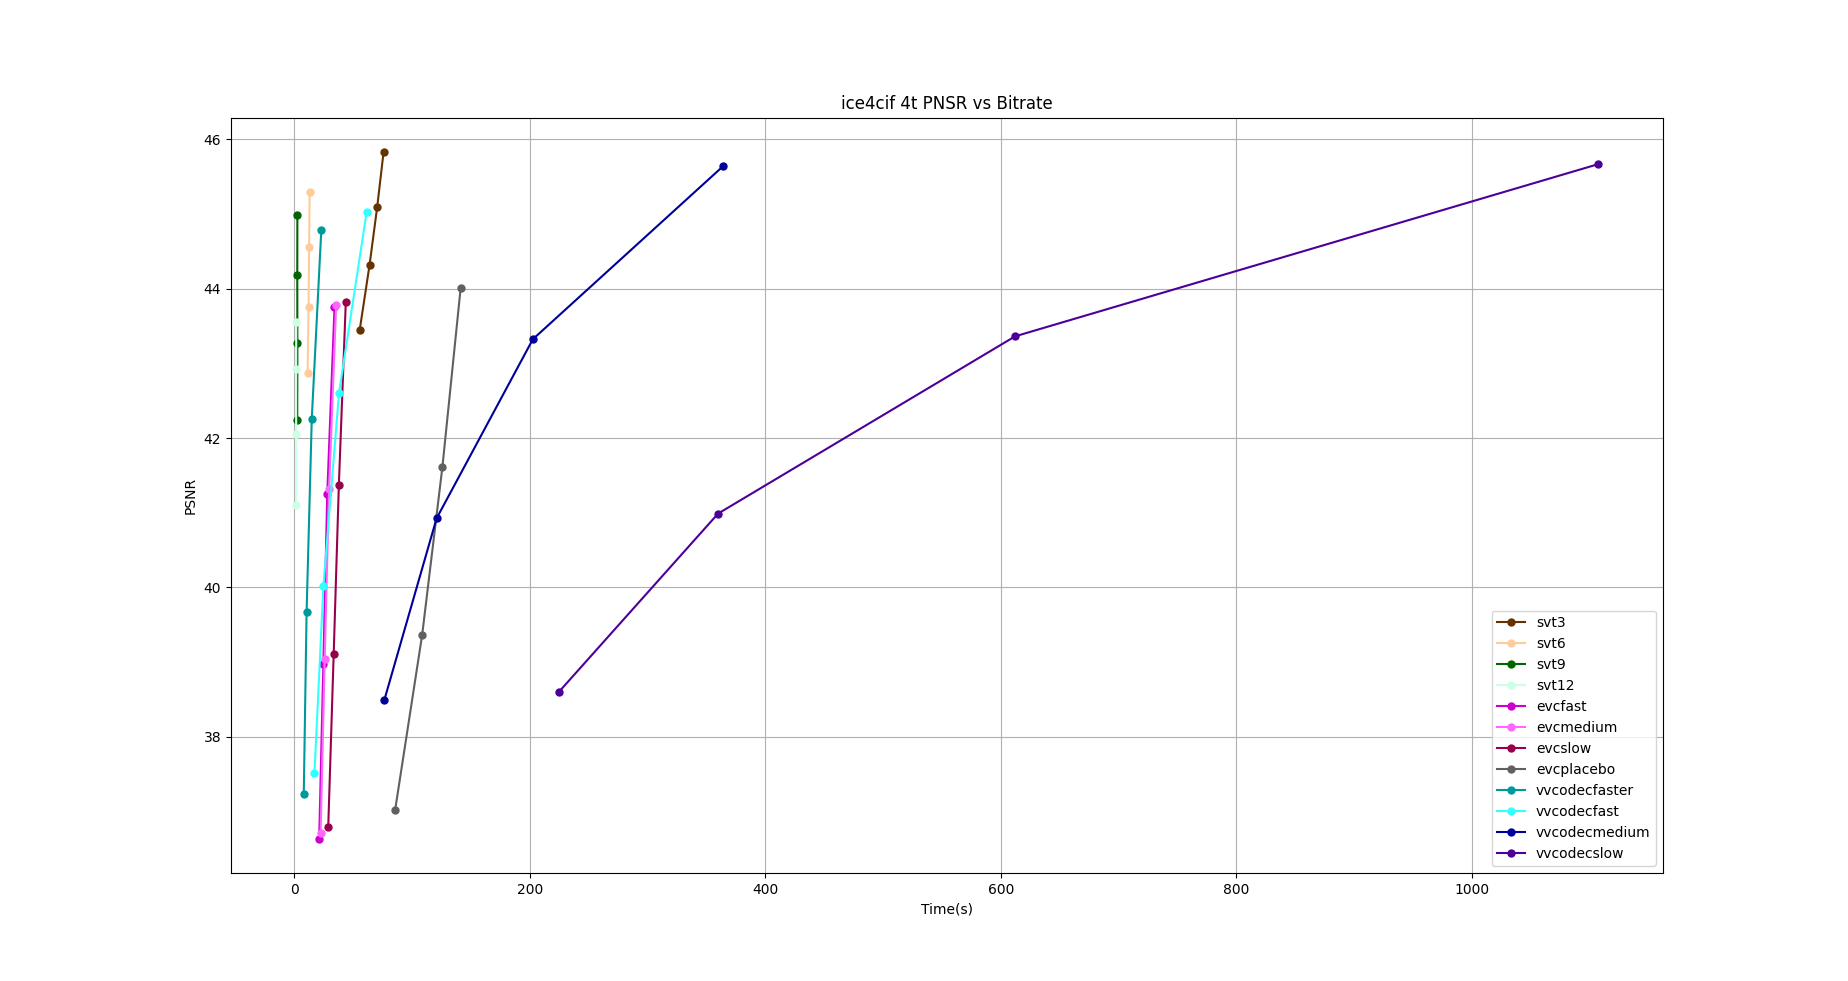 ice4cif 4t PNSR vs Bitrate
46
44
42
40
38
PSNR
0 200 400 600 800 1000
Time(s)
svt3
svt6
svt9
svt12
evcfast
evcmedium
evcslow
evcplacebo
vvcodecfaster
vvcodecfast
vvcodecmedium
vvcodecslow